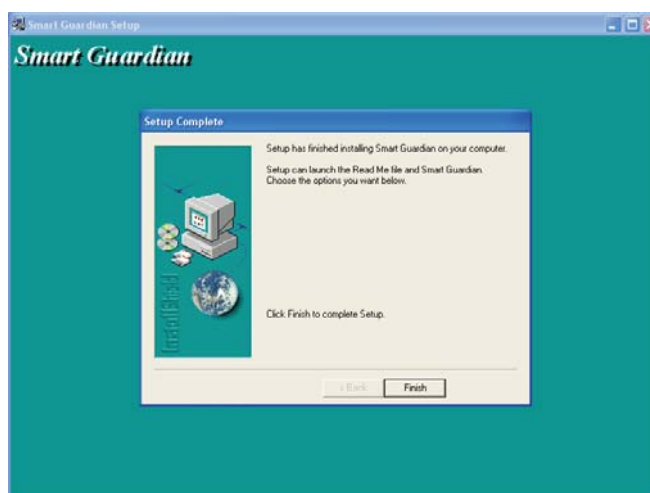 Smart Guardian Setup
Smart Guardian
Setup Complete
Setup has finished installing Smart Guardian on your computer.
Setup can launch the Read Me file and Smart Guardian.
Choose the options you want below.
InstallShield
Click Finish to complete Setup.
< Back
Finish